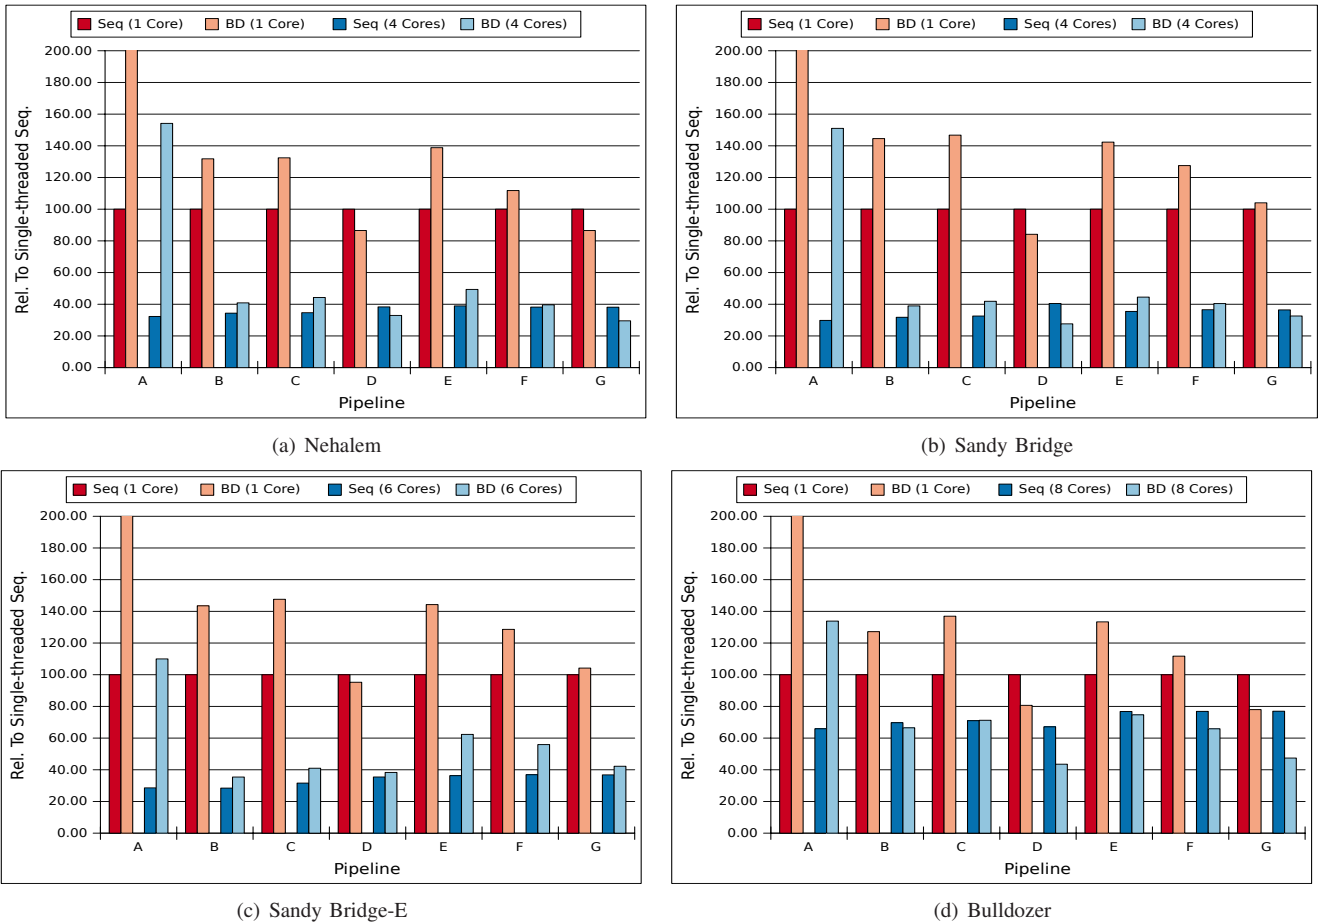 Seq (1 Core) BD (1 Core) Seq (4 Cores) BD (4 Cores)
Rel. To Single-threaded Seq.
200.00
180.00
160.00
140.00
120.00
100.00
80.00
60.00
40.00
20.00
0.00
A B C D E F G
Pipeline
(a) Nehalem
Seq (1 Core) BD (1 Core) Seq (4 Cores) BD (4 Cores)
Rel. To Single-threaded Seq.
200.00
180.00
160.00
140.00
120.00
100.00
80.00
60.00
40.00
20.00
0.00
A B C D E F G
Pipeline
(b) Sandy Bridge
Seq (1 Core) BD (1 Core) Seq (6 Cores) BD (6 Cores)
Rel. To Single-threaded Seq.
200.00
180.00
160.00
140.00
120.00
100.00
80.00
60.00
40.00
20.00
0.00
A B C D E F G
Pipeline
(c) Sandy Bridge-E
Seq (1 Core) BD (1 Core) Seq (8 Cores) BD (8 Cores)
Rel. To Single-threaded Seq.
200.00
180.00
160.00
140.00
120.00
100.00
80.00
60.00
40.00
20.00
0.00
A B C D E F G
Pipeline
(d) Bulldozer